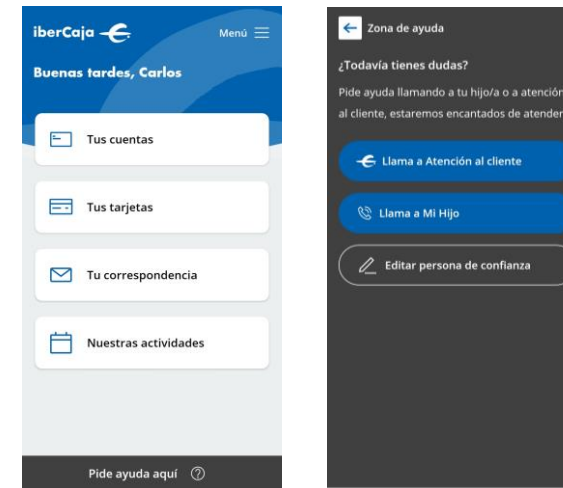 iberCaja
Menú
Buenas tardes, Carlos
Tus cuentas
Tus tarjetas
Tu correspondencia
Nuestras actividades
Pide ayuda aquí
Zona de ayuda
¿Todavía tienes dudas?
Pide ayuda llamando a tu hijo/a o a atención
al cliente, estaremos encantados de atender
Llama a Atención al cliente
Llama a Mi Hijo
Editar persona de confianza